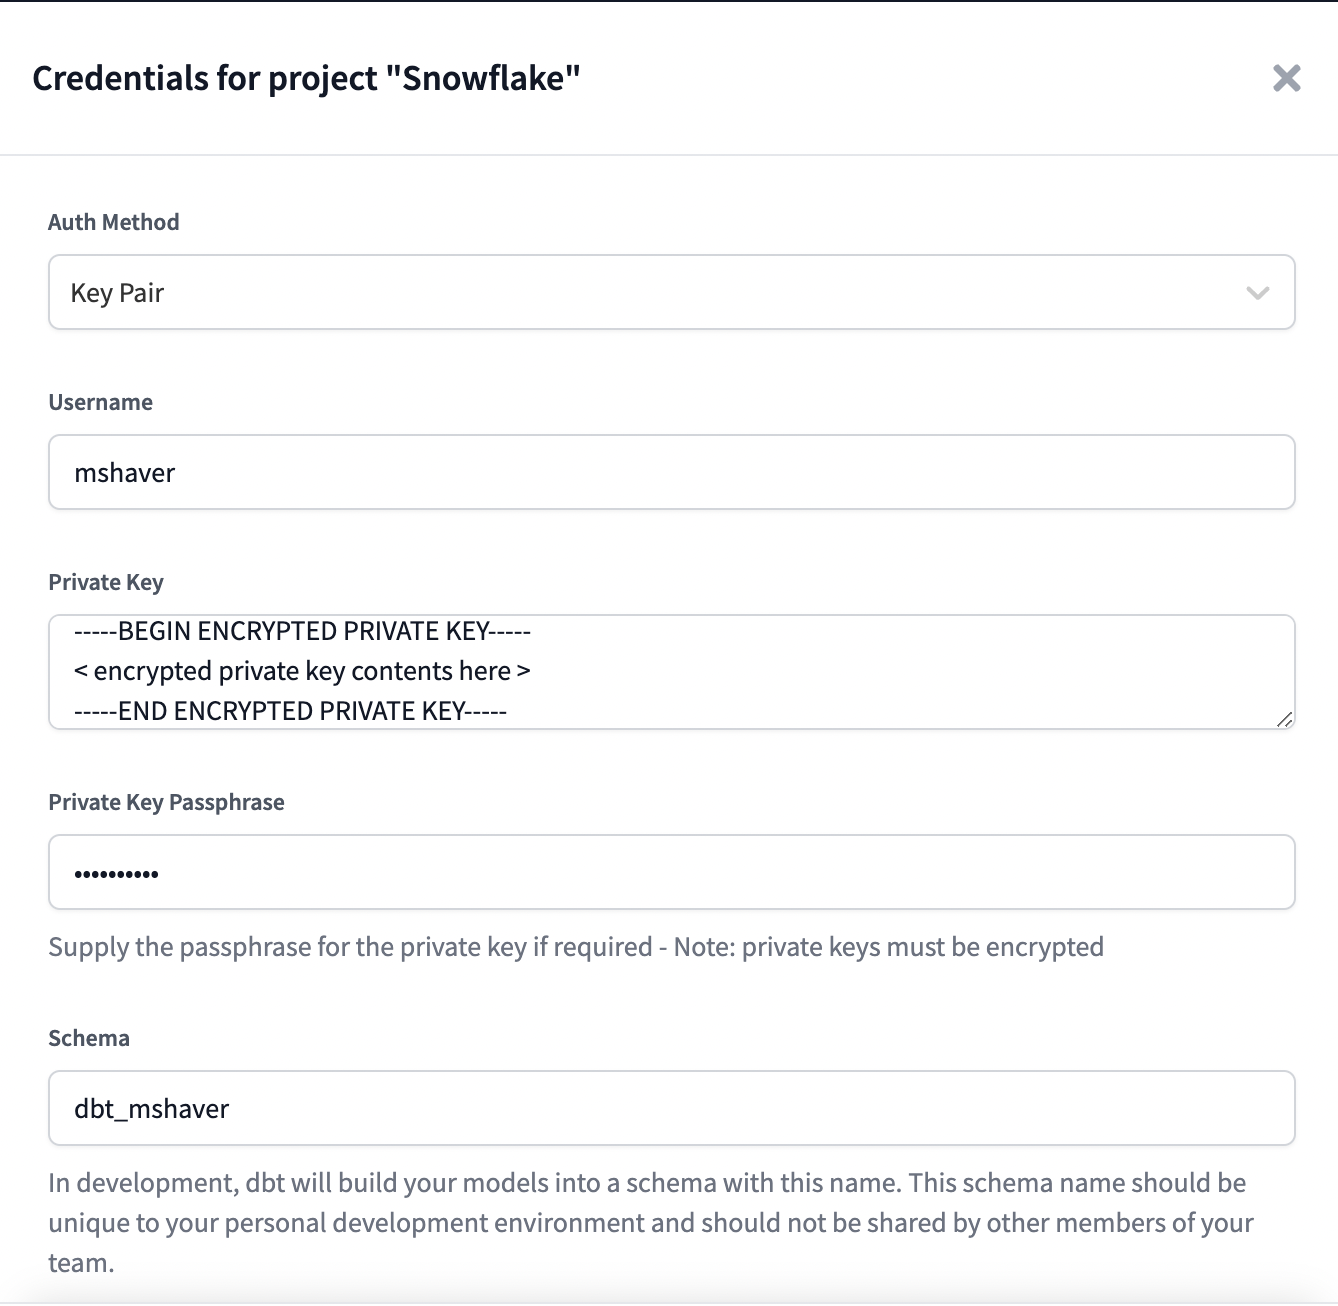 Credentials for project "Snowflake"
Auth Method
Key Pair
Username
mshaver
Private Key
-----BEGIN ENCRYPTED PRIVATE KEY-----
< encrypted private key contents here >
-----END ENCRYPTED PRIVATE KEY-----
Private Key Passphrase
••••••••••
Supply the passphrase for the private key if required - Note: private keys must be encrypted
Schema
dbt_mshaver
In development, dbt will build your models into a schema with this name. This schema name should be
unique to your personal development environment and should not be shared by other members of your
team.